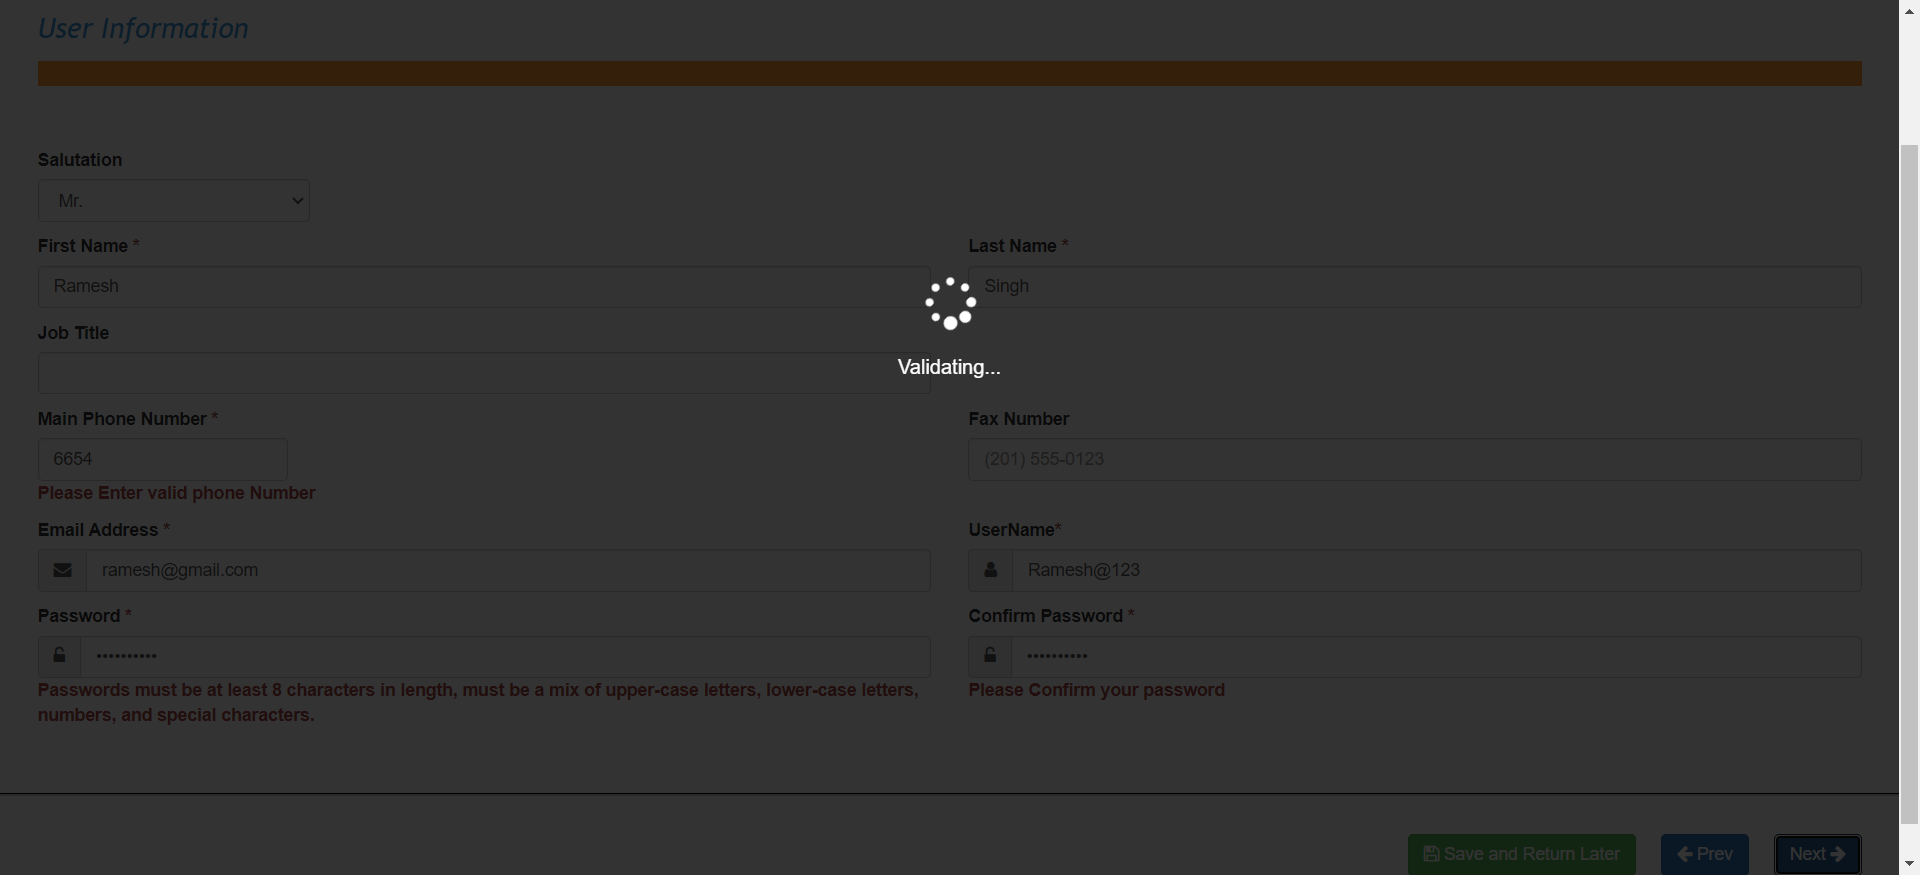 User Information
Salutation
Mr.
First Name *
Last Name *
Ramesh
Singh
Job Title
Validating...
Main Phone Number *
Fax Number
6654
(201) 555-0123
Please Enter valid phone Number
Email Address *
UserName*
ramesh@gmail.com
Ramesh@123
Password *
Confirm Password *
••••••••••
••••••••••
Passwords must be at least 8 characters in length, must be a mix of upper-case letters, lower-case letters,
numbers, and special characters.
Please Confirm your password
Save and Return Later
Prev
Next